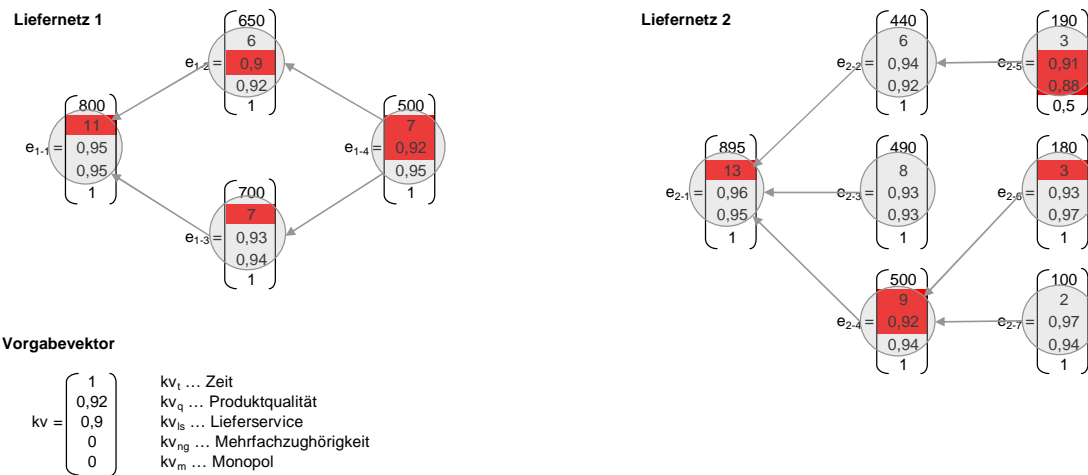 Liefernetz 1
650
6
e1-2 = 0,9
0,92
1
800
11
e1-1 = 0,95
0,95
1
500
7
e1-4 = 0,92
0,95
1
700
7
e1-3 = 0,93
0,94
1
Liefernetz 2
440
6
e2-2 = 0,94
0,92
1
190
3
e2-5 = 0,91
0,88
0,5
895
13
e2-1 = 0,96
0,95
1
490
8
e2-3 = 0,93
0,93
1
180
3
e2-6 = 0,93
0,97
1
500
9
e2-4 = 0,92
0,94
1
100
2
e2-7 = 0,97
0,94
1
Vorgabevektor
1 kvt … Zeit
0,92 kvq … Produktqualität
kv = 0,9 kvls … Lieferservice
0 kvng … Mehrfachzughörigkeit
0 kvm … Monopol